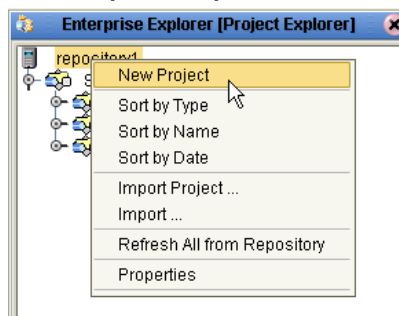 Enterprise Explorer [Project Explorer]
repository1
S
New Project
Sort by Type
Sort by Name
Sort by Date
Import Project ...
Import ...
Refresh All from Repository
Properties